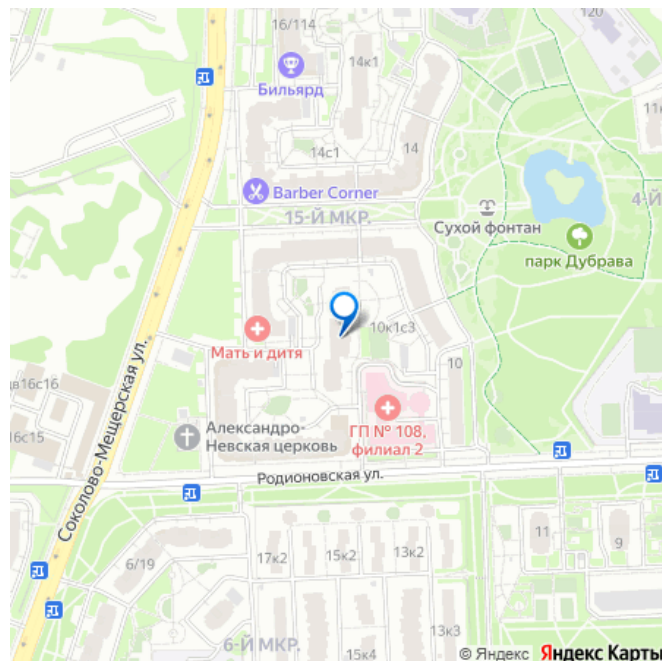 120
16/114
14к1
Бильярд
11к
14с1
14
Barber Corner
4-Й
15-Й МКР.
Сухой фонтан
парк Дубрава
10к1с3
Мать и дитя
10
дв16с16
Александро-
Невская церковь
ГП № 108,
филиал 2
16с15
Соколово-Мещерская ул.
Родионовская ул.
11
9
17к2
15к2
13к2
6/19
13к3
6-Й МКР.
15к4
© Яндекс Яндекс Карты